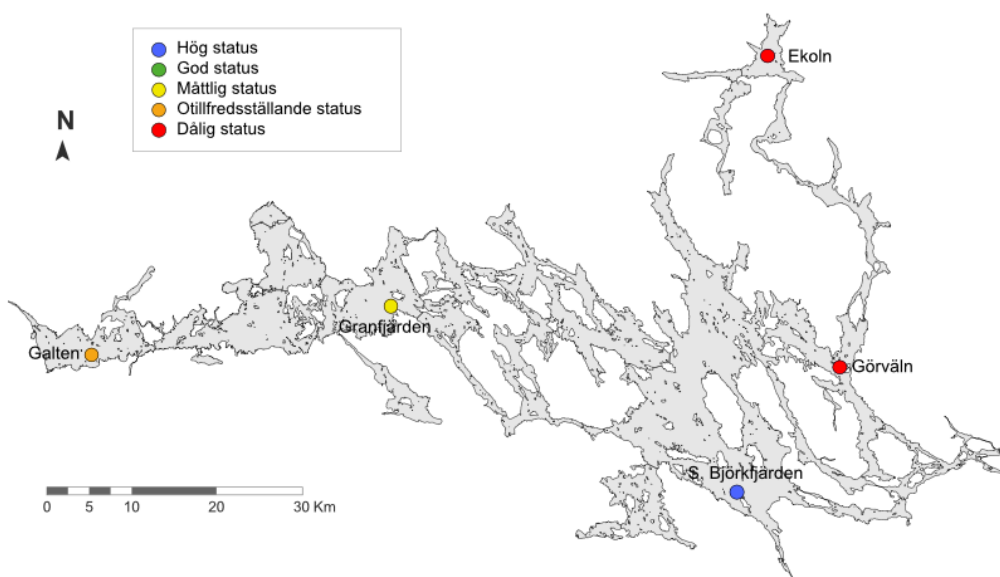 Hög status
God status
Måttlig status
Otillfredsställande status
Dålig status
N
Ekoln
Granfjärden
Galten
Görväln
S. Björkfjärden
0 5 10 20 30 Km